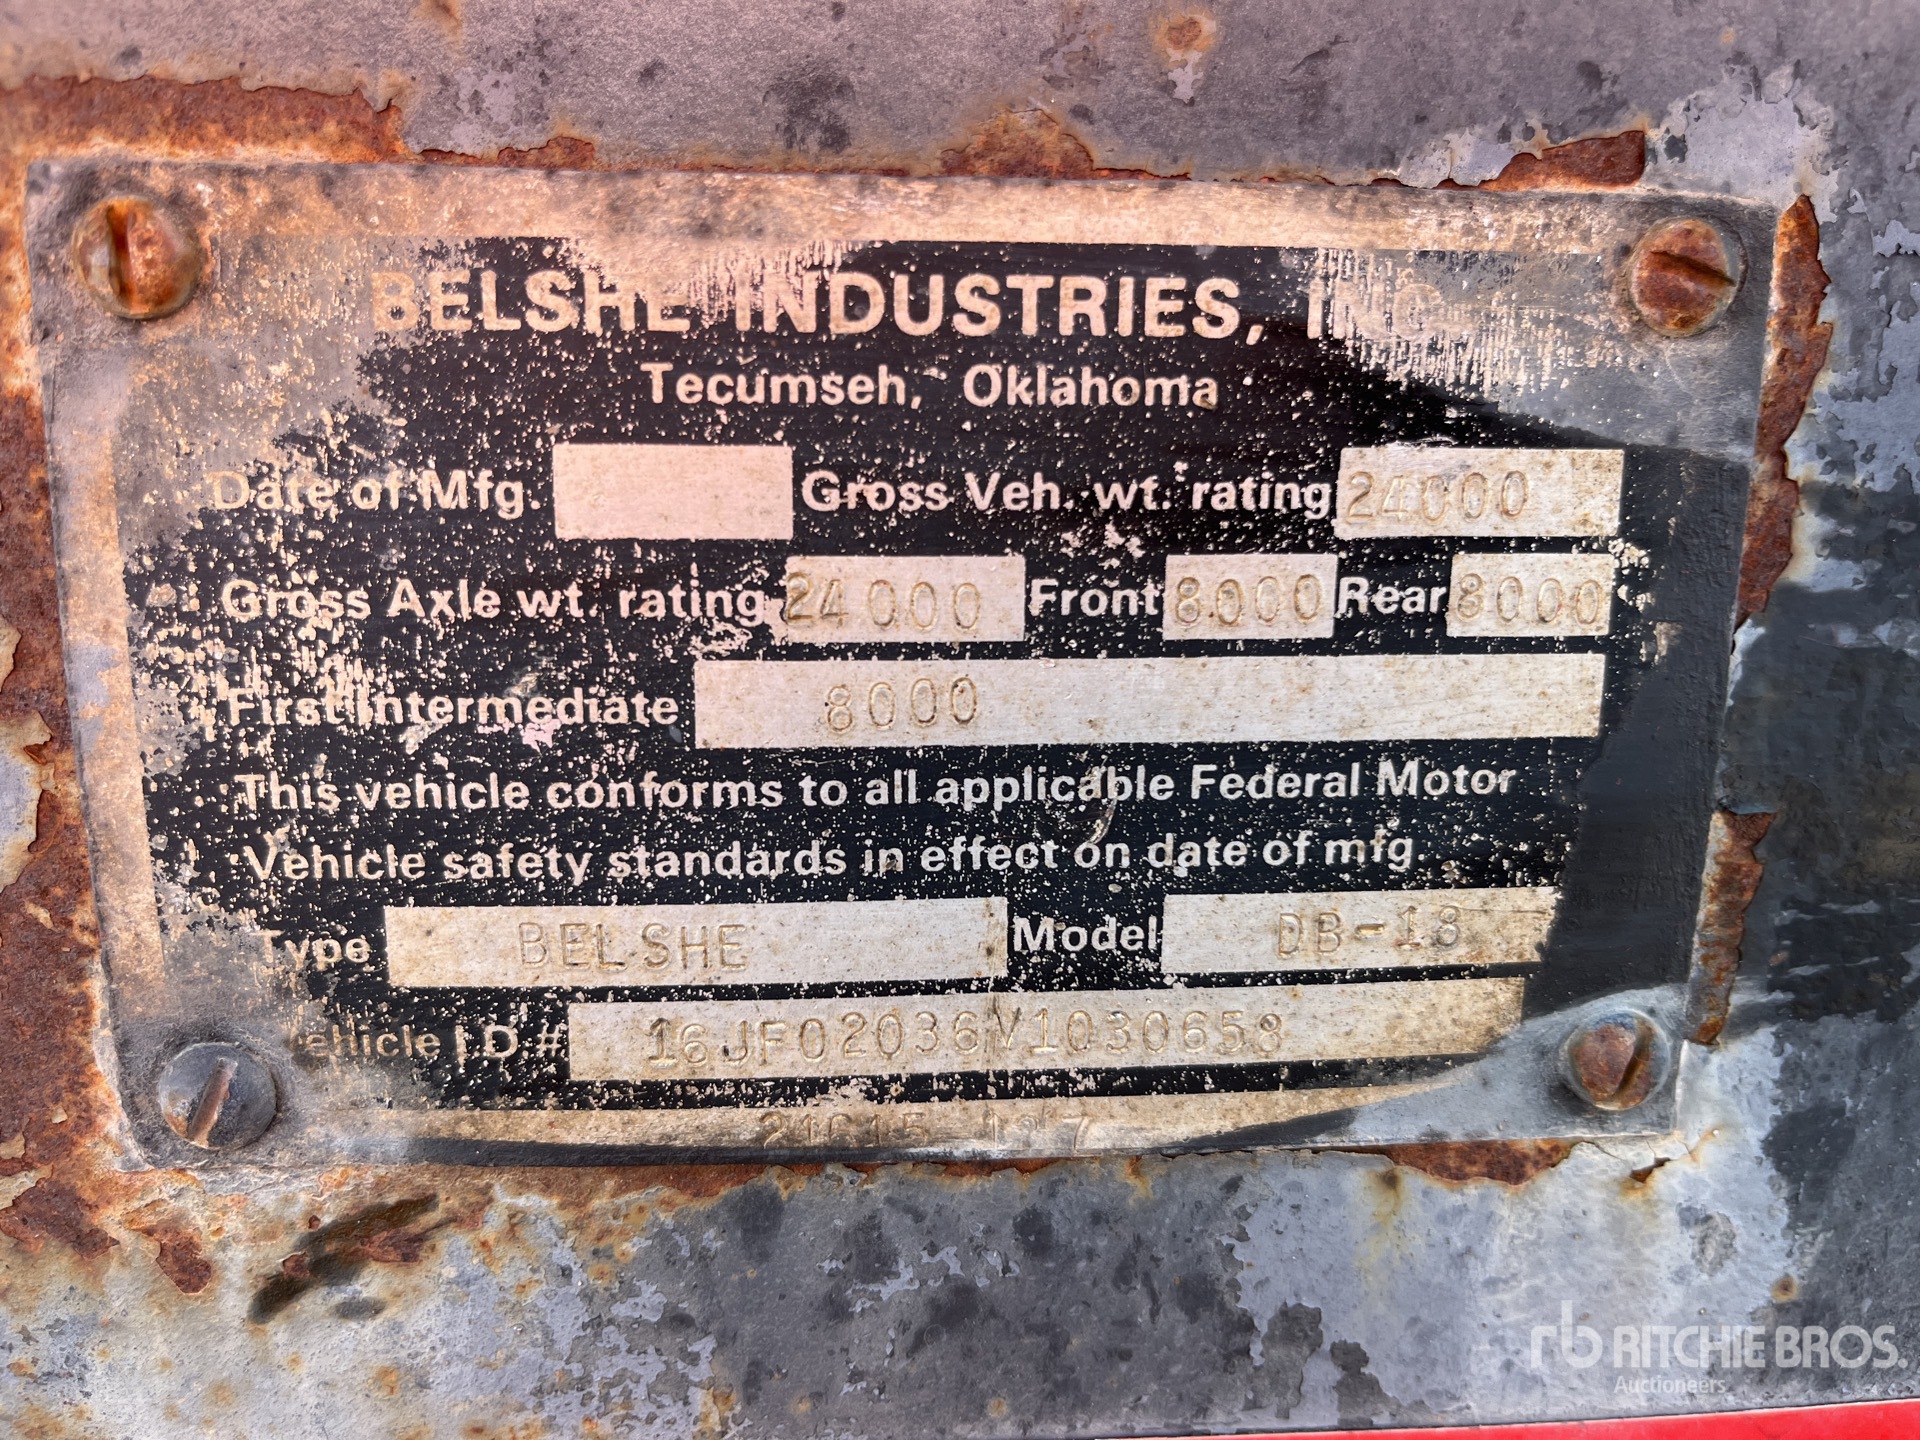 BELSHE INDUSTRIES, INC.
Tecumseh, Oklahoma
Date of Mfg. Gross Veh. wt. rating 24000
Gross Axle wt. rating 24000 Front 8000 Rear 8000
First Intermediate 8000
This vehicle conforms to all applicable Federal Motor
Vehicle safety standards in effect on date of mfg.
Type BELSHE Model DB-18
Vehicle I.D.# 16JF02036V1030658
rb RITCHIE BROS.
Auctioneers